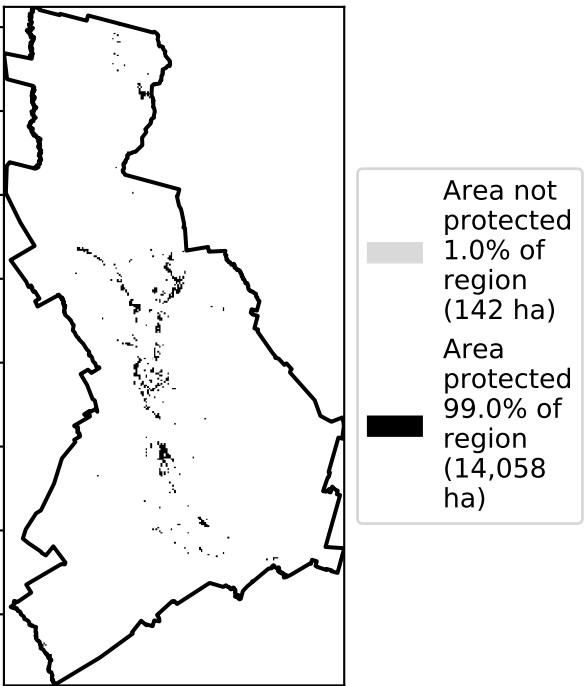 Area not
protected
1.0% of
region
(142 ha)
Area
protected
99.0% of
region
(14,058
ha)